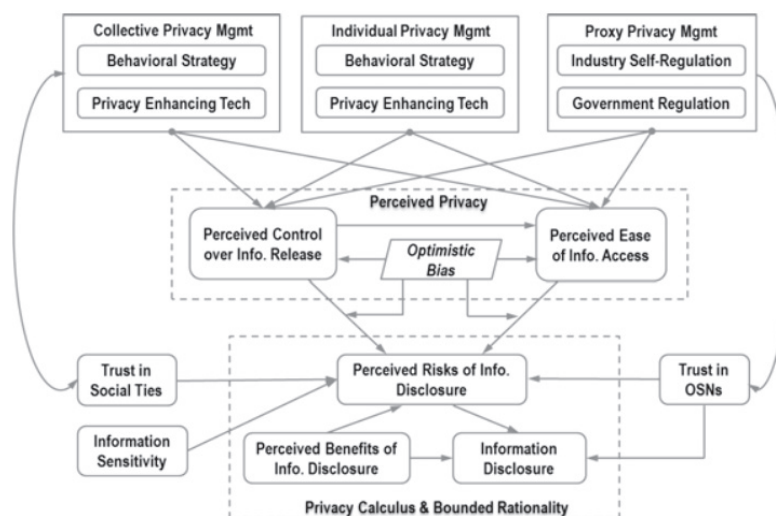 Collective Privacy Mgmt
Behavioral Strategy
Privacy Enhancing Tech
Individual Privacy Mgmt
Behavioral Strategy
Privacy Enhancing Tech
Proxy Privacy Mgmt
Industry Self-Regulation
Government Regulation
Perceived Privacy
Perceived Control
over Info. Release
Optimistic
Bias
Perceived Ease
of Info. Access
Trust in
Social Ties
Perceived Risks of Info.
Disclosure
Trust in
OSNs
Information
Sensitivity
Perceived Benefits of
Info. Disclosure
Information
Disclosure
Privacy Calculus & Bounded Rationality